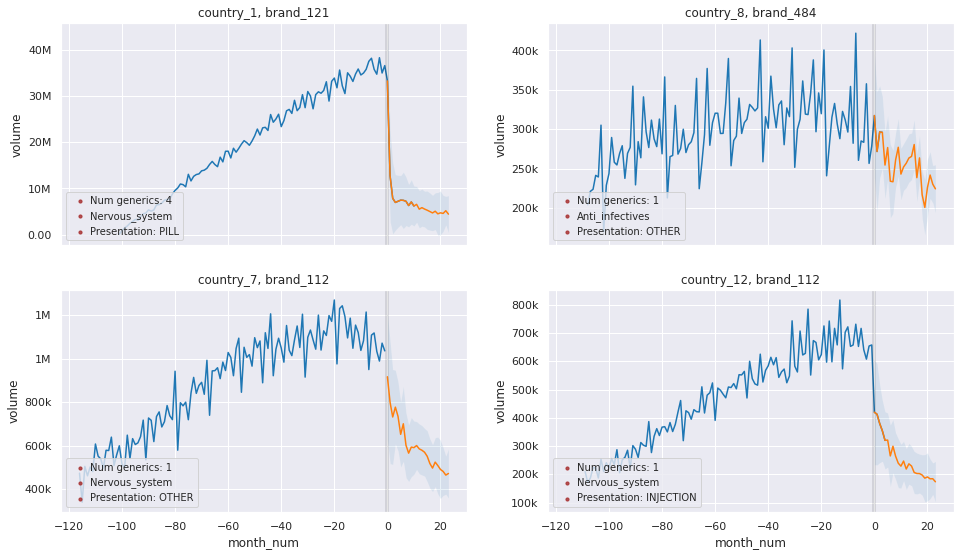 country_1, brand_121
volume
40M
30M
20M
10M
0.00
Num generics: 4
Nervous_system
Presentation: PILL
country_8, brand_484
volume
400k
350k
300k
250k
200k
Num generics: 1
Anti_infectives
Presentation: OTHER
country_7, brand_112
volume
1M
1M
800k
600k
400k
Num generics: 1
Nervous_system
Presentation: OTHER
−120 −100 −80 −60 −40 −20 0 20
month_num
country_12, brand_112
volume
800k
700k
600k
500k
400k
300k
200k
100k
Num generics: 1
Nervous_system
Presentation: INJECTION
−120 −100 −80 −60 −40 −20 0 20
month_num